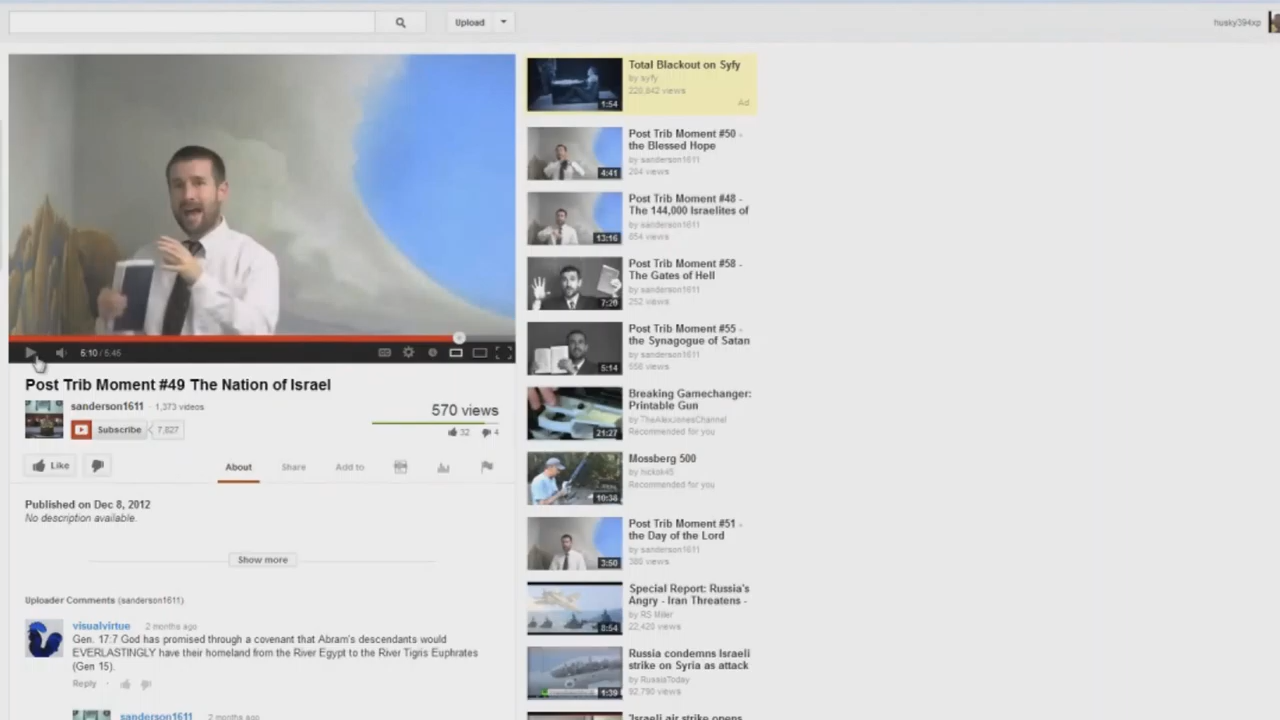 Upload
husky394xp
Total Blackout on Syfy
by syfy
220,842 views
Ad
1:54
Post Trib Moment #50 -
the Blessed Hope
by sanderson1611
264 views
4:41
Post Trib Moment #48 -
The 144,000 Israelites of
by sanderson1611
654 views
13:16
Post Trib Moment #58 -
The Gates of Hell
by sanderson1611
252 views
7:20
Post Trib Moment #55 -
the Synagogue of Satan
by sanderson1611
556 views
5:14
Breaking Gamechanger:
Printable Gun
by TheAlexJonesChannel
Recommended for you
21:27
Mossberg 500
by hickok45
Recommended for you
10:38
Post Trib Moment #51 -
the Day of the Lord
by sanderson1611
386 views
3:50
Special Report: Russia's
Angry - Iran Threatens -
by RS Miller
22,420 views
8:54
Russia condemns Israeli
strike on Syria as attack
by RussiaToday
92,790 views
1:39
'Israeli air strike opens
5:10 / 5:46
Post Trib Moment #49 The Nation of Israel
sanderson1611 · 1,373 videos
Subscribe 7,827
570 views
32 4
Like
About Share Add to
Published on Dec 8, 2012
No description available.
Show more
Uploader Comments (sanderson1611)
visualvirtue 2 months ago
Gen. 17:7 God has promised through a covenant that Abram's descendants would
EVERLASTINGLY have their homeland from the River Egypt to the River Tigris Euphrates
(Gen 15).
Reply ·
sanderson1611 2 months ago